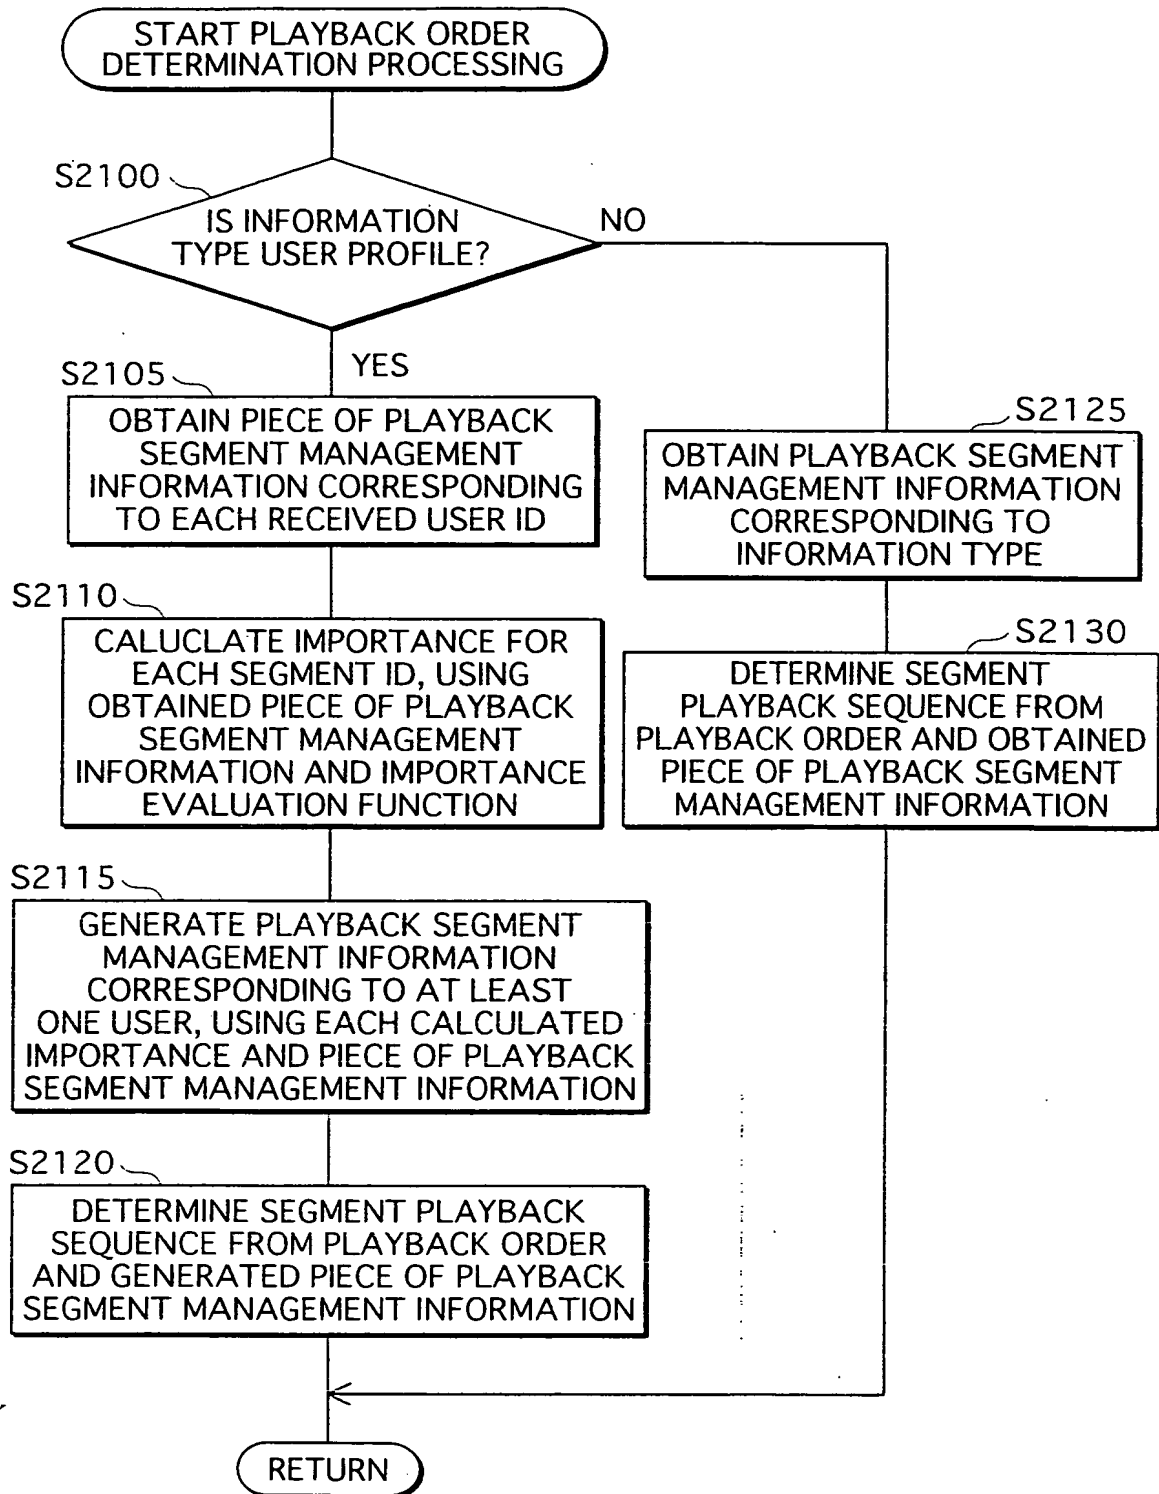 START PLAYBACK ORDER
DETERMINATION PROCESSING
S2100
IS INFORMATION
TYPE USER PROFILE?
NO
YES
S2105
OBTAIN PIECE OF PLAYBACK
SEGMENT MANAGEMENT
INFORMATION CORRESPONDING
TO EACH RECEIVED USER ID
S2110
CALUCLATE IMPORTANCE FOR
EACH SEGMENT ID, USING
OBTAINED PIECE OF PLAYBACK
SEGMENT MANAGEMENT
INFORMATION AND IMPORTANCE
EVALUATION FUNCTION
S2115
GENERATE PLAYBACK SEGMENT
MANAGEMENT INFORMATION
CORRESPONDING TO AT LEAST
ONE USER, USING EACH CALCULATED
IMPORTANCE AND PIECE OF PLAYBACK
SEGMENT MANAGEMENT INFORMATION
S2120
DETERMINE SEGMENT PLAYBACK
SEQUENCE FROM PLAYBACK ORDER
AND GENERATED PIECE OF PLAYBACK
SEGMENT MANAGEMENT INFORMATION
S2125
OBTAIN PLAYBACK SEGMENT
MANAGEMENT INFORMATION
CORRESPONDING TO
INFORMATION TYPE
S2130
DETERMINE SEGMENT
PLAYBACK SEQUENCE FROM
PLAYBACK ORDER AND OBTAINED
PIECE OF PLAYBACK SEGMENT
MANAGEMENT INFORMATION
RETURN